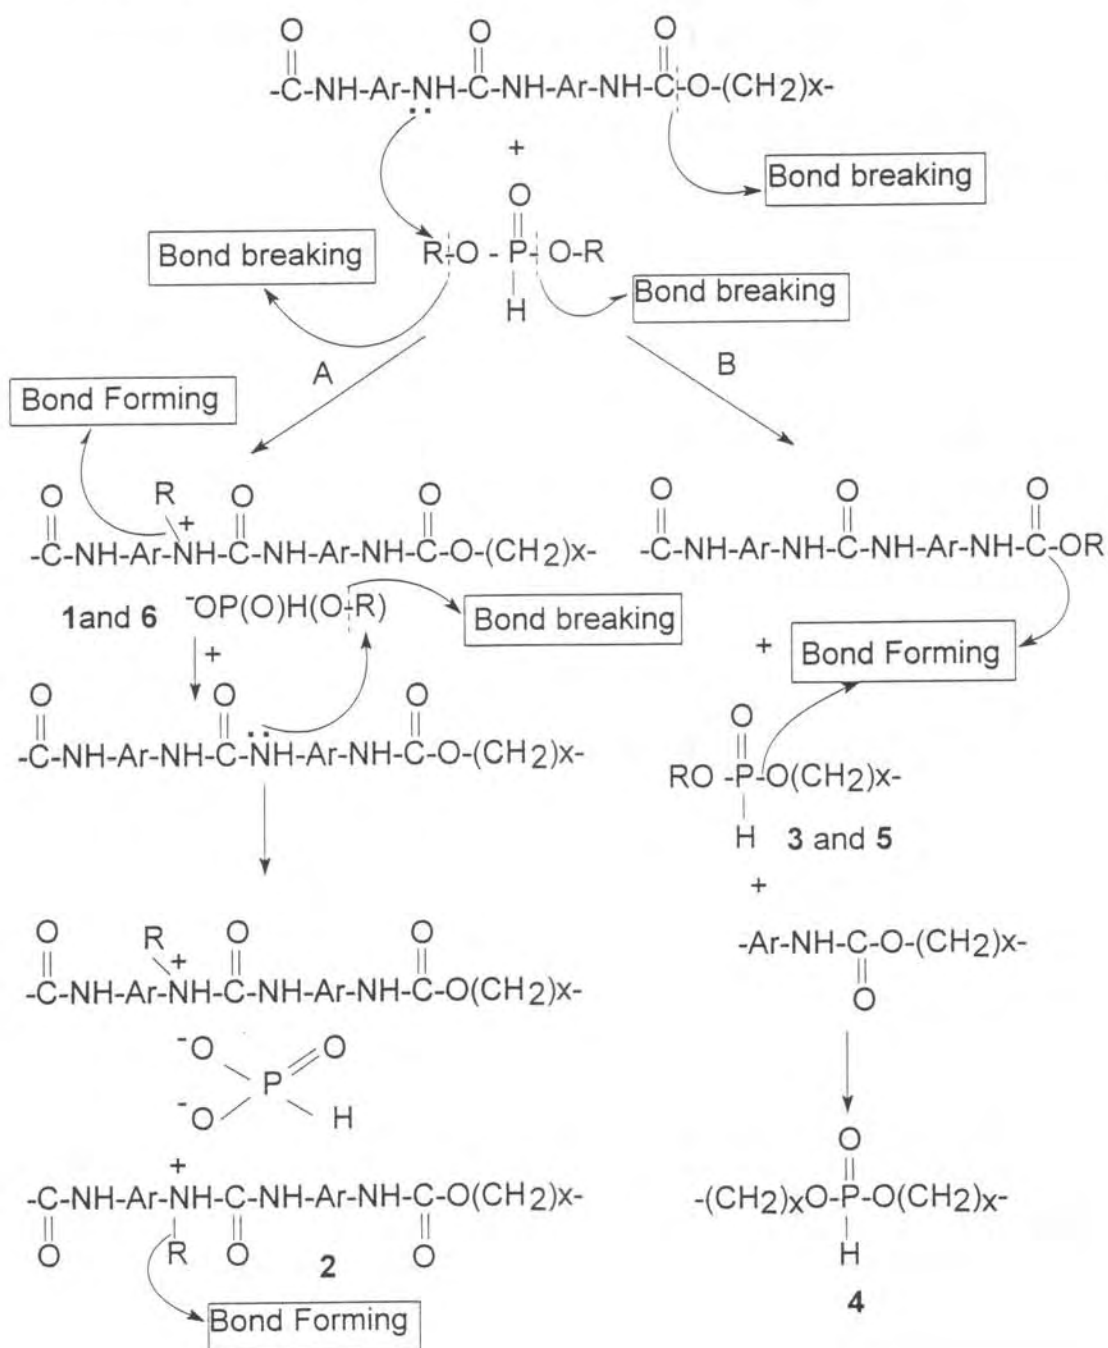 O O O
-C-NH-Ar-NH-C-NH-Ar-NH-C-O-(CH2)x-
+
Bond breaking
O
Bond breaking
R-O - P- O-R
Bond breaking
H
A
B
Bond Forming
O R O O
+
-C-NH-Ar-NH-C-NH-Ar-NH-C-O-(CH2)x-
O O O
-C-NH-Ar-NH-C-NH-Ar-NH-C-OR
1and 6 -OP(O)H(O-R)
Bond breaking
+
+
Bond Forming
O O O
-C-NH-Ar-NH-C-NH-Ar-NH-C-O-(CH2)x-
O
RO -P-O(CH2)x-
H 3 and 5
+
O R O O
+
-C-NH-Ar-NH-C-NH-Ar-NH-C-O(CH2)x-
-Ar-NH-C-O-(CH2)x-
O
-O O
P
-O H
+
-C-NH-Ar-NH-C-NH-Ar-NH-C-O(CH2)x-
O R O O
2
Bond Forming
O
-(CH2)xO-P-O(CH2)x-
H
4